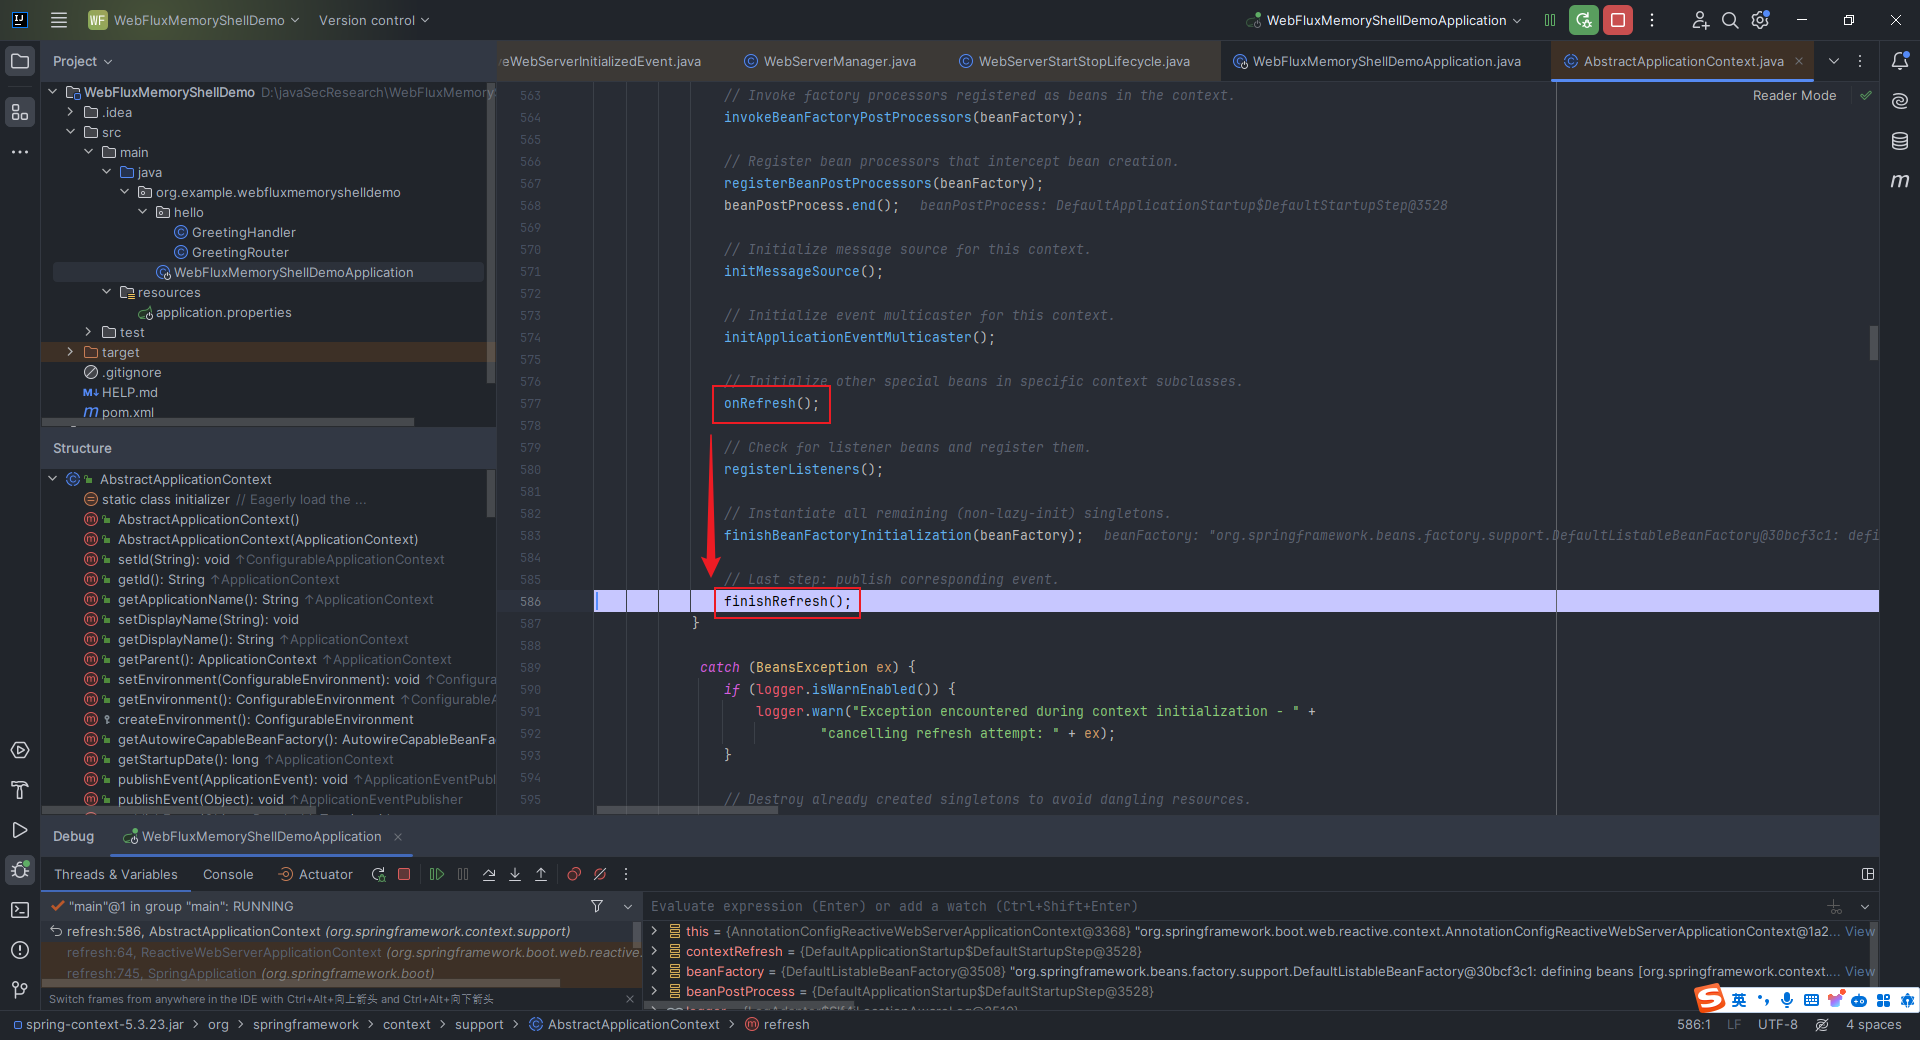 WF WebFluxMemoryShellDemo Version control WebFluxMemoryShellDemoApplication
Project
WebServerInitializedEvent.java WebServerManager.java WebServerStartStopLifecycle.java WebFluxMemoryShellDemoApplication.java AbstractApplicationContext.java
Reader Mode
WebFluxMemoryShellDemo D:\javaSecResearch\WebFluxMemoryS
.idea
src
main
java
org.example.webfluxmemoryshelldemo
hello
GreetingHandler
GreetingRouter
WebFluxMemoryShellDemoApplication
resources
application.properties
test
target
.gitignore
M↓ HELP.md
m pom.xml
563 // Invoke factory processors registered as beans in the context.
564 invokeBeanFactoryPostProcessors(beanFactory);
565
566 // Register bean processors that intercept bean creation.
567 registerBeanPostProcessors(beanFactory);
568 beanPostProcess.end(); beanPostProcess: DefaultApplicationStartup$DefaultStartupStep@3528
569
570 // Initialize message source for this context.
571 initMessageSource();
572
573 // Initialize event multicaster for this context.
574 initApplicationEventMulticaster();
575
576 // Initialize other special beans in specific context subclasses.
577 onRefresh();
578
579 // Check for listener beans and register them.
580 registerListeners();
581
582 // Instantiate all remaining (non-lazy-init) singletons.
583 finishBeanFactoryInitialization(beanFactory); beanFactory: "org.springframework.beans.factory.support.DefaultListableBeanFactory@30bcf3c1: defi
584
585 // Last step: publish corresponding event.
586 finishRefresh();
587 }
588
589 catch (BeansException ex) {
590 if (logger.isWarnEnabled()) {
591 logger.warn("Exception encountered during context initialization - " +
592 "cancelling refresh attempt: " + ex);
593 }
594
595 // Destroy already created singletons to avoid dangling resources.
Structure
AbstractApplicationContext
static class initializer // Eagerly load the ...
AbstractApplicationContext()
AbstractApplicationContext(ApplicationContext)
setId(String): void ↑ConfigurableApplicationContext
getId(): String ↑ApplicationContext
getApplicationName(): String ↑ApplicationContext
setDisplayName(String): void
getDisplayName(): String ↑ApplicationContext
getParent(): ApplicationContext ↑ApplicationContext
setEnvironment(ConfigurableEnvironment): void ↑Configura
getEnvironment(): ConfigurableEnvironment ↑ConfigurableA
createEnvironment(): ConfigurableEnvironment
getAutowireCapableBeanFactory(): AutowireCapableBeanFa
getStartupDate(): long ↑ApplicationContext
publishEvent(ApplicationEvent): void ↑ApplicationEventPubl
publishEvent(Object): void ↑ApplicationEventPublisher
Debug WebFluxMemoryShellDemoApplication
Threads & Variables Console Actuator
"main"@1 in group "main": RUNNING
refresh:586, AbstractApplicationContext (org.springframework.context.support)
refresh:64, ReactiveWebServerApplicationContext (org.springframework.boot.web.reactive.
refresh:745, SpringApplication (org.springframework.boot)
Switch frames from anywhere in the IDE with Ctrl+Alt+向上箭头 and Ctrl+Alt+向下箭头
Evaluate expression (Enter) or add a watch (Ctrl+Shift+Enter)
this = {AnnotationConfigReactiveWebServerApplicationContext@3368} "org.springframework.boot.web.reactive.context.AnnotationConfigReactiveWebServerApplicationContext@1a2... View
contextRefresh = {DefaultApplicationStartup$DefaultStartupStep@3528}
beanFactory = {DefaultListableBeanFactory@3508} "org.springframework.beans.factory.support.DefaultListableBeanFactory@30bcf3c1: defining beans [org.springframework.context.... View
beanPostProcess = {DefaultApplicationStartup$DefaultStartupStep@3528}
英
spring-context-5.3.23.jar > org > springframework > context > support > AbstractApplicationContext > refresh 586:1 LF UTF-8 4 spaces